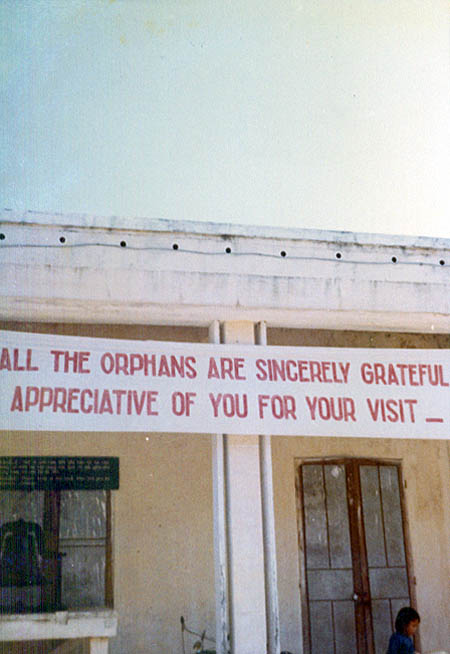 ALL THE ORPHANS ARE SINCERELY GRATEFUL
APPRECIATIVE OF YOU FOR YOUR VISIT _